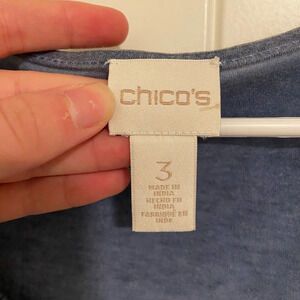 chico's
3
MADE IN
INDIA
HECHO EN
INDIA
FABRIQUÉ EN
INDE